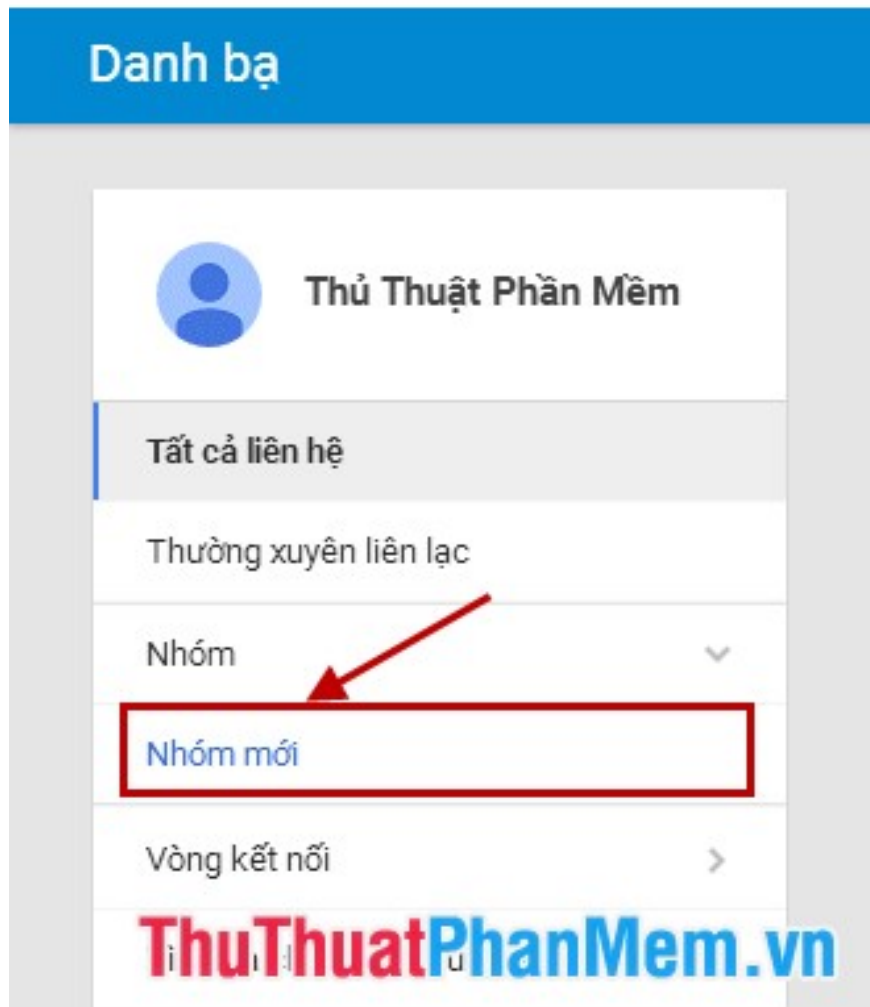 Danh bạ
Thủ Thuật Phần Mềm
Tất cả liên hệ
Thường xuyên liên lạc
Nhóm
Nhóm mới
Vòng kết nối
ThuThuatPhanMem.vn